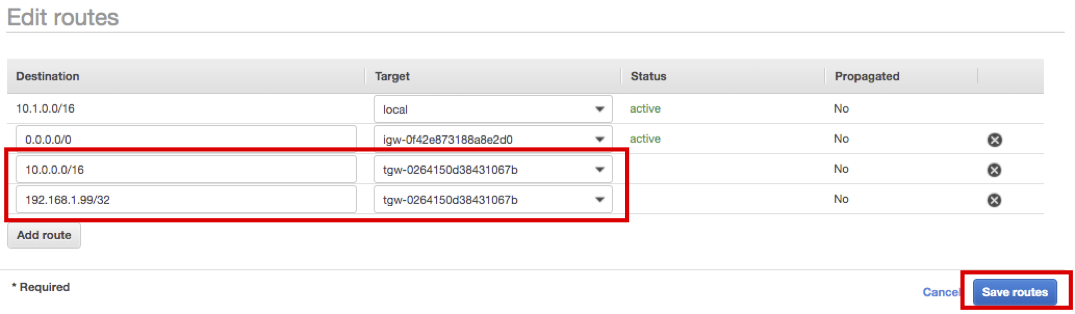 Edit routes
Destination Target Status Propagated
10.1.0.0/16 local active No
0.0.0.0/0 igw-0f42e873188a8e2d0 active No
10.0.0.0/16 tgw-0264150d38431067b No
192.168.1.99/32 tgw-0264150d38431067b No
Add route
* Required Cancel Save routes